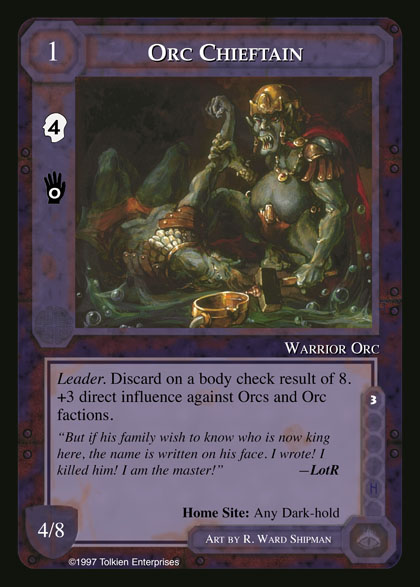 1
ORC CHIEFTAIN
4
0
WARRIOR ORC
Leader. Discard on a body check result of 8.
+3 direct influence against Orcs and Orc
factions.
3
“But if his family wish to know who is now king
here, the name is written on his face. I wrote! I
killed him! I am the master!” —LotR
H
Home Site: Any Dark-hold
4/8
ART BY R. WARD SHIPMAN
©1997 Tolkien Enterprises